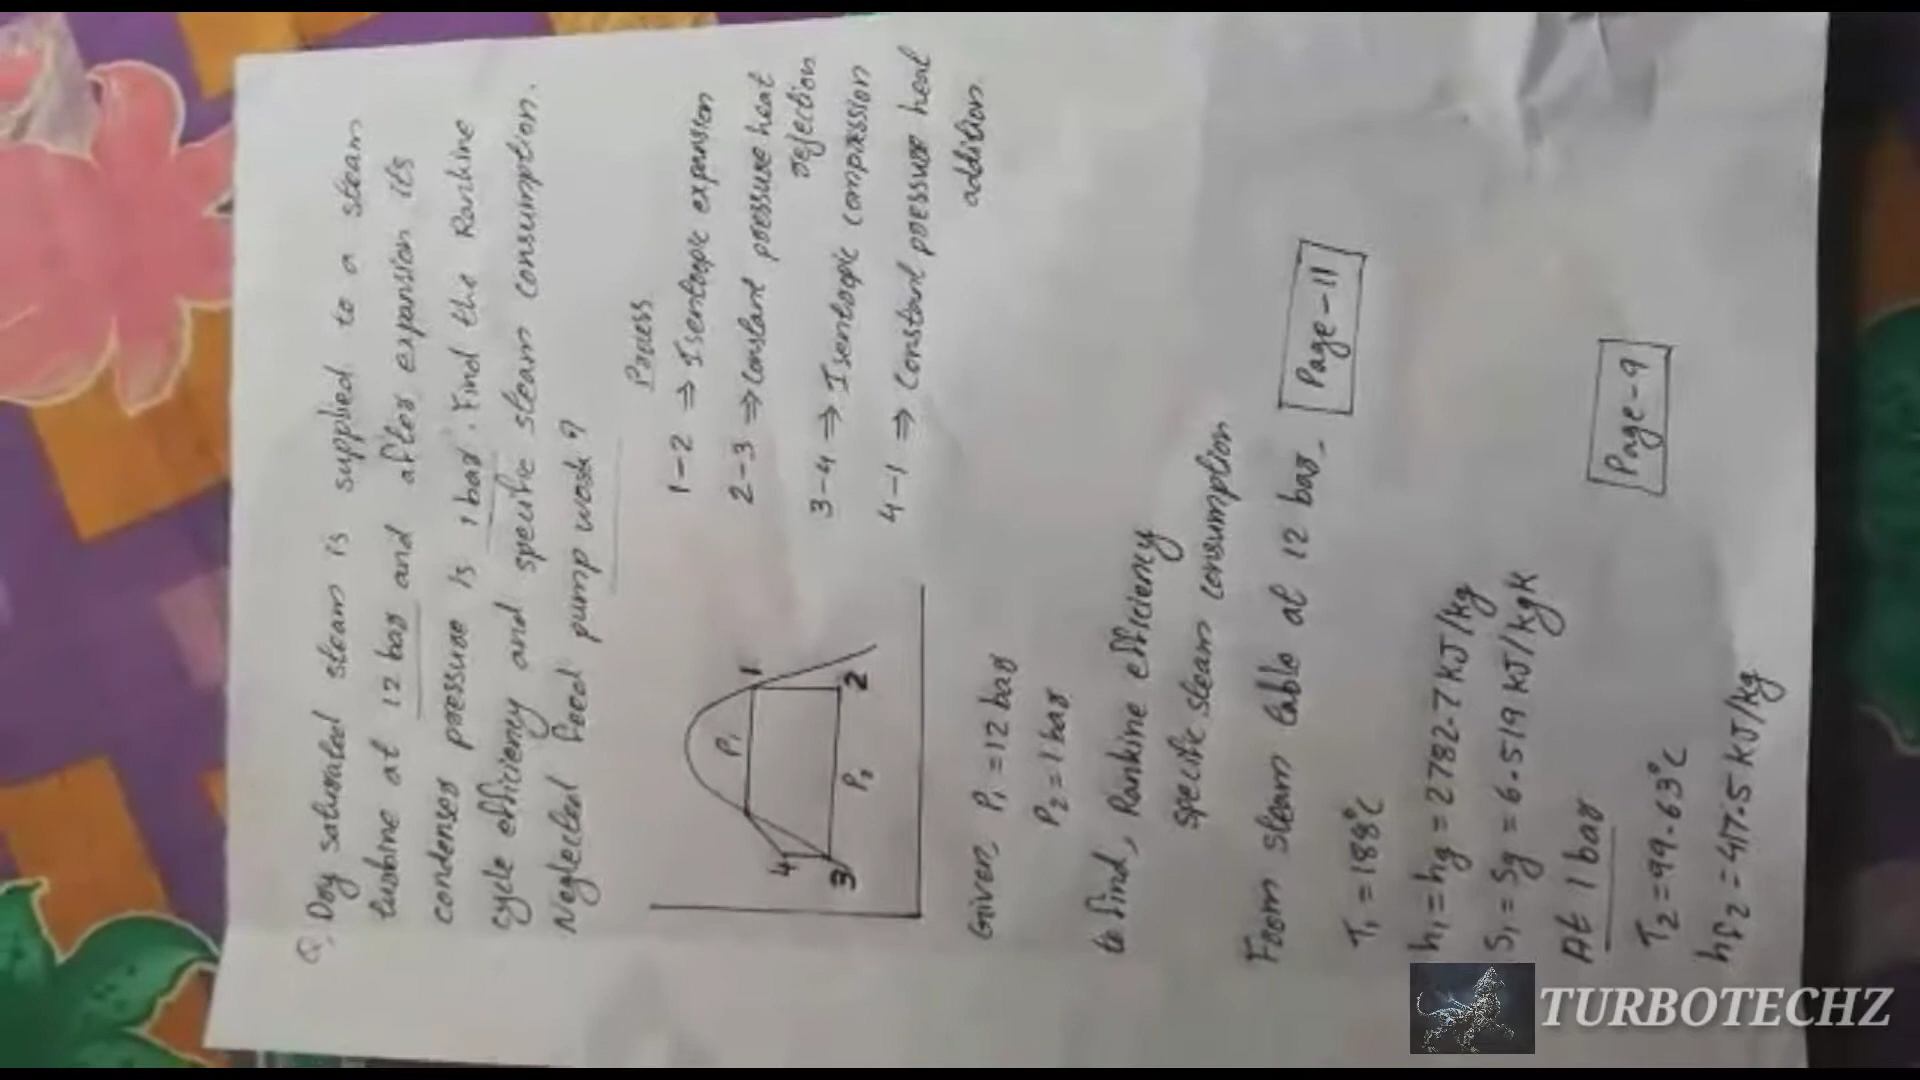 Q, Dry saturated steam is supplied to a steam
turbine at 12 bar and after expansion its
condenser pressure is 1 bar. Find the Rankine
cycle efficiency and specific steam consumption.
Neglected feed pump work?
P1
1
2
P2
3
4
Process
1-2 ⇒ Isentropic expansion
2-3 ⇒ constant pressure heat
rejection
3-4 ⇒ Isentropic compression
4-1 ⇒ constant pressure heat
addition.
Given, P1 = 12 bar
P2 = 1 bar
to find, Rankine efficiency
specific steam consumption
From steam table at 12 bar -
Page-11
T1 = 188°C
h1 = hg = 2782.7 KJ/kg
S1 = Sg = 6.519 KJ/kgK
At 1 bar
Page-9
T2 = 99.63°C
hf2 = 417.5 KJ/kg
TURBOTECHZ